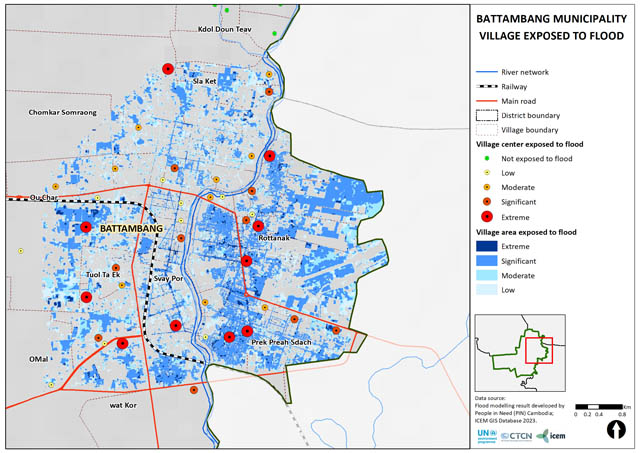 BATTAMBANG MUNICIPALITY
VILLAGE EXPOSED TO FLOOD
River network
Railway
Main road
District boundary
Village boundary
Village center exposed to flood
Not exposed to flood
Low
Moderate
Significant
Extreme
Village area exposed to flood
Extreme
Significant
Moderate
Low
Kdol Doun Teav
Sla Ket
Chomkar Somraong
Ou Char
BATTAMBANG
Rottanak
Tuol Ta Ek
Svay Por
Prek Preah Sdach
OMal
wat Kor
Data source:
Flood modelling result developed by
People in Need (PIN) Cambodia;
ICEM GIS Database 2023.
0 0.2 0.4 0.8
Km
UN
environment
programme
CTCN
icem